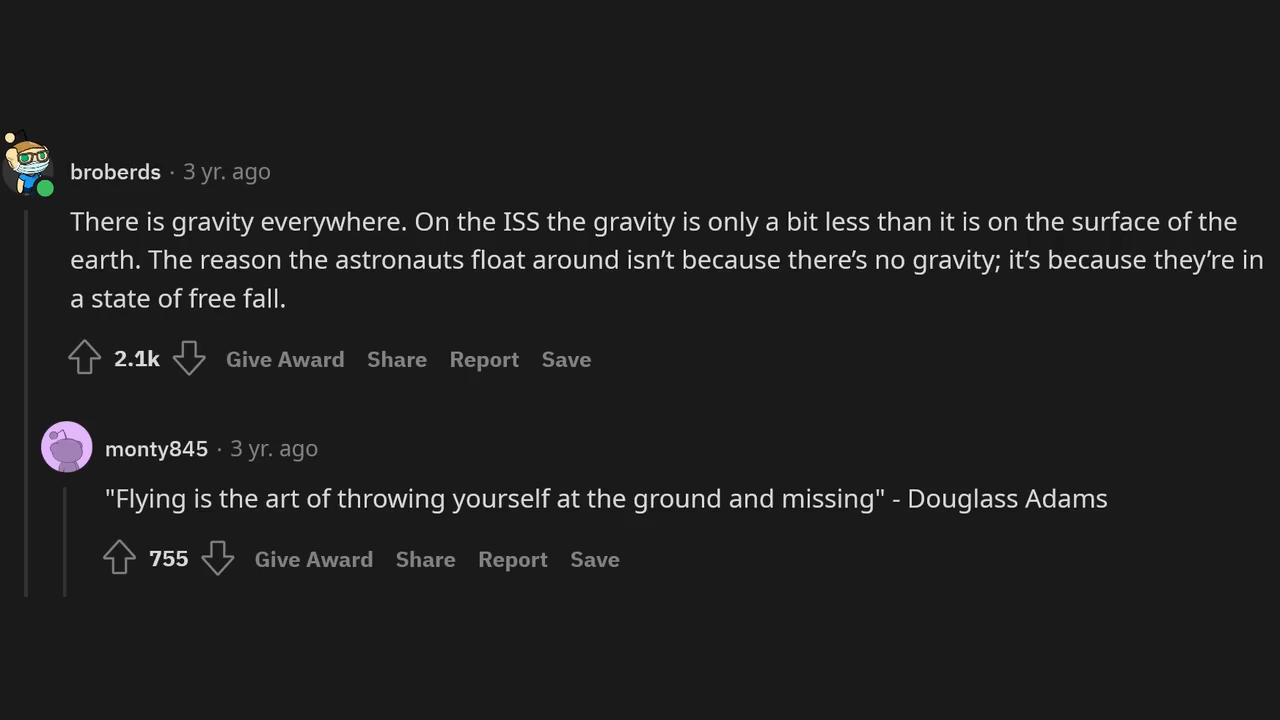 broberds · 3 yr. ago
There is gravity everywhere. On the ISS the gravity is only a bit less than it is on the surface of the
earth. The reason the astronauts float around isn’t because there’s no gravity; it’s because they’re in
a state of free fall.
2.1k Give Award Share Report Save
monty845 · 3 yr. ago
"Flying is the art of throwing yourself at the ground and missing" - Douglass Adams
755 Give Award Share Report Save